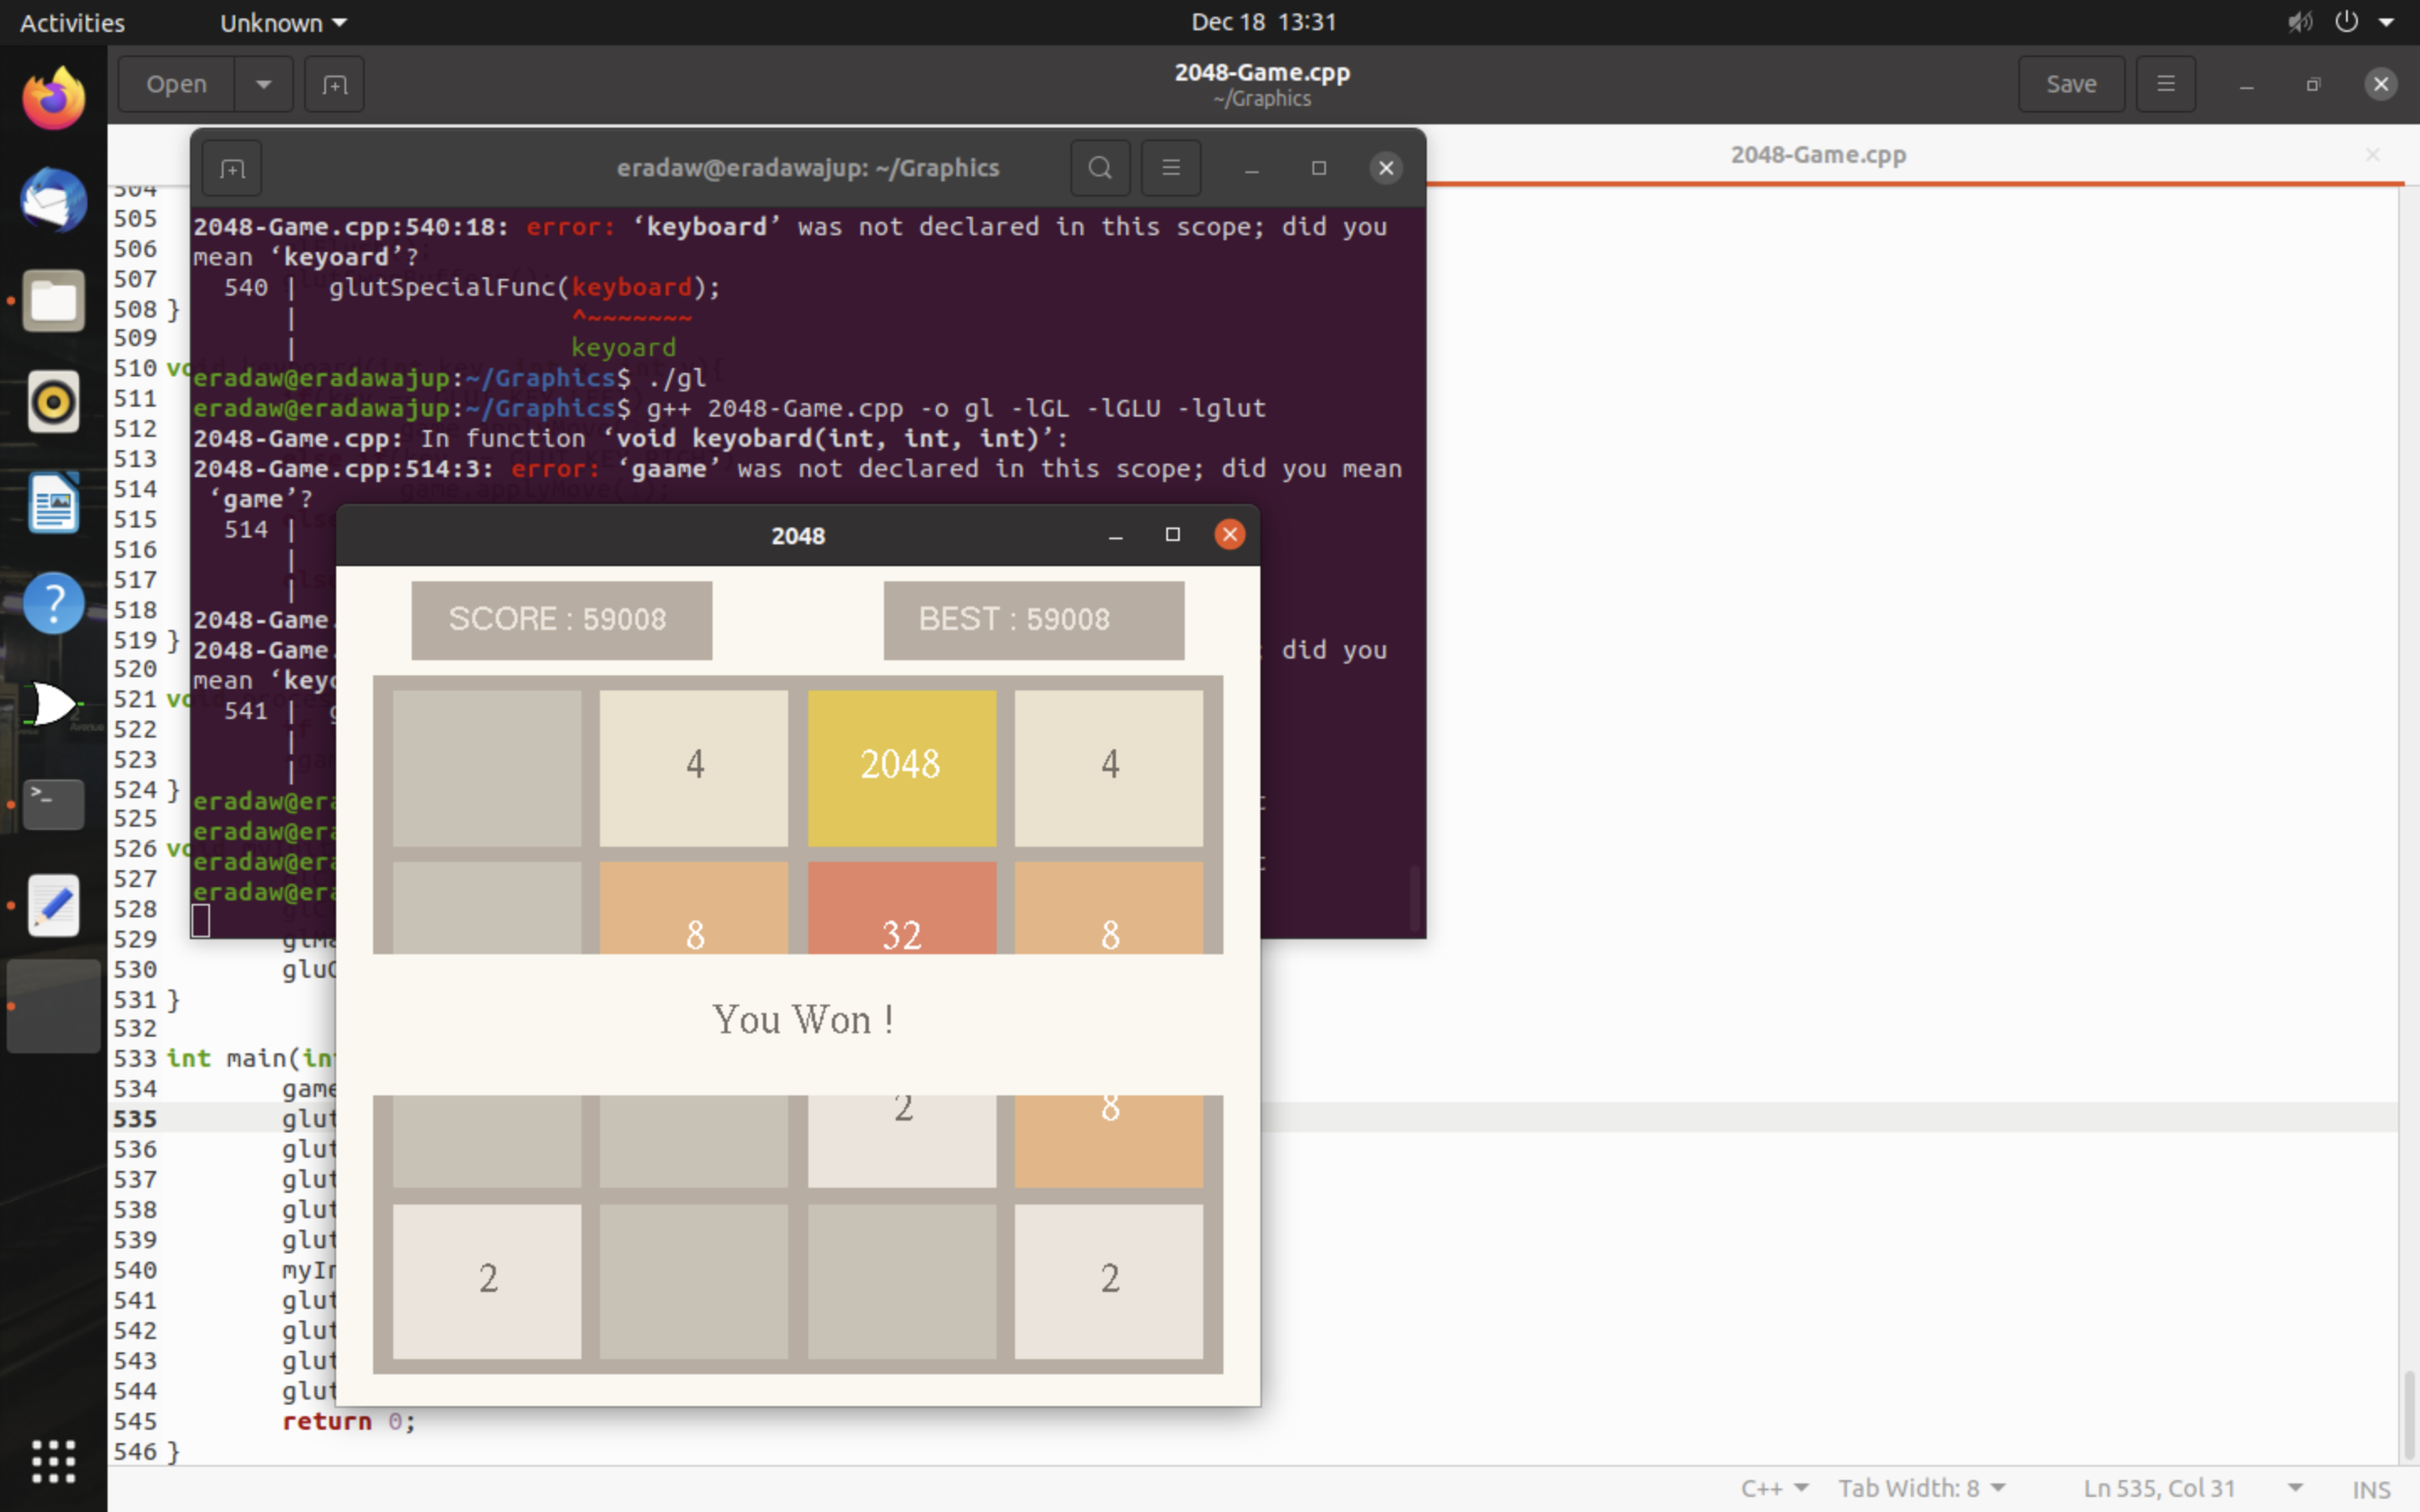 Activities
Unknown
Dec 18 13:31
Open
2048-Game.cpp
~/Graphics
Save
2048-Game.cpp
eradaw@eradawajup: ~/Graphics
2048-Game.cpp:540:18: error: ‘keyboard’ was not declared in this scope; did you
mean ‘keyoard’?
540 | glutSpecialFunc(keyboard);
| ^~~~~~~~
| keyoard
eradaw@eradawajup:~/Graphics$ ./gl
eradaw@eradawajup:~/Graphics$ g++ 2048-Game.cpp -o gl -lGL -lGLU -lglut
2048-Game.cpp: In function ‘void keyobard(int, int, int)’:
2048-Game.cpp:514:3: error: ‘gaame’ was not declared in this scope; did you mean
‘game’?
514 |
|
|
2048-Game.
2048-Game. ; did you
mean ‘keyo
541 | g
|
|
eradaw@era
eradaw@era
eradaw@era
eradaw@era
2048
SCORE : 59008
BEST : 59008
4
2048
4
8
32
8
You Won !
2
8
2
2
504
505
506
507
508 }
509
510 vo
511
512
513
514
515
516
517
518
519 }
520
521 vo
522
523
524 }
525
526 vo
527
528
529 glMa
530 gluO
531 }
532
533 int main(in
534 game
535 glut
536 glut
537 glut
538 glut
539 glut
540 myIn
541 glut
542 glut
543 glut
544 glut
545 return 0;
546 }
C++
Tab Width: 8
Ln 535, Col 31
INS